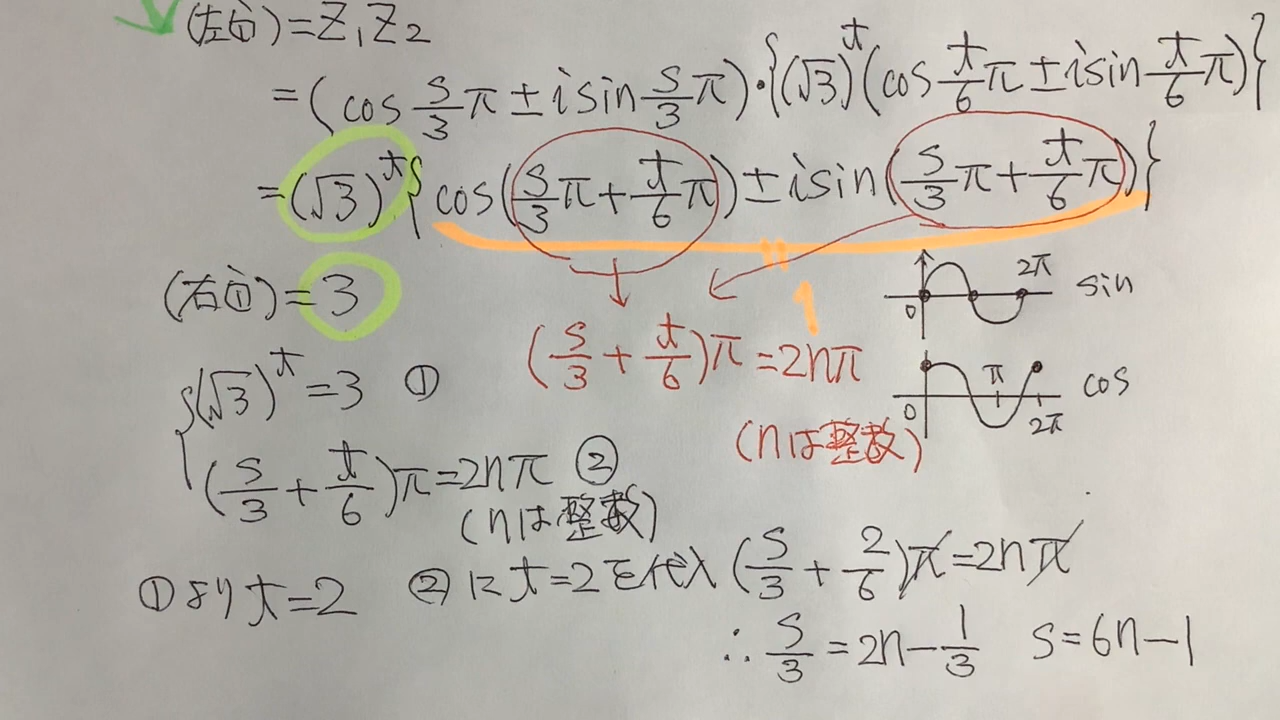 (左辺)=Z₁Z₂
=(cos s/3 π ± i sin s/3 π)・{(√3)^t (cos t/6 π ± i sin t/6 π)}
=(√3)^t {cos(s/3 π + t/6 π) ± i sin(s/3 π + t/6 π)}
(右辺)=3
1
(s/3 + t/6)π = 2nπ
(nは整数)
0 2π sin
0 π 2π cos
{(√3)^t = 3 ①
(s/3 + t/6)π = 2nπ ②
(nは整数)
①より t=2 ②に t=2を代入 (s/3 + 2/6)π = 2nπ
∴ s/3 = 2n − 1/3 s = 6n−1